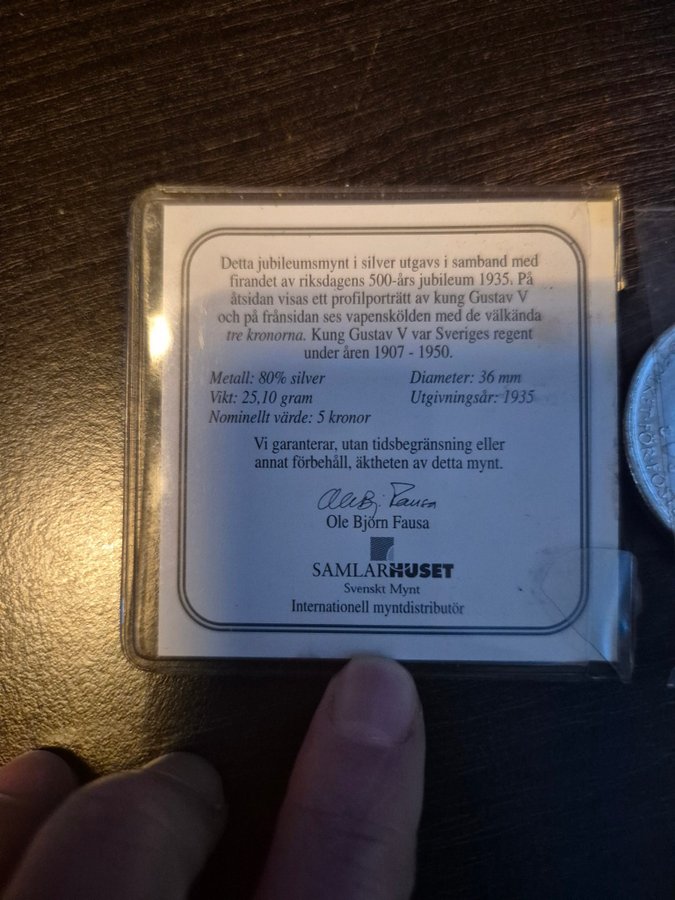 Detta jubileumsmynt i silver utgavs i samband med
firandet av riksdagens 500-års jubileum 1935. På
åtsidan visas ett profilporträtt av kung Gustav V
och på frånsidan ses vapenskölden med de välkända
tre kronorna. Kung Gustav V var Sveriges regent
under åren 1907 - 1950.
Metall: 80% silver Diameter: 36 mm
Vikt: 25,10 gram Utgivningsår: 1935
Nominellt värde: 5 kronor
Vi garanterar, utan tidsbegränsning eller
annat förbehåll, äktheten av detta mynt.
Ole Bj. Fausa
Ole Björn Fausa
SAMLARHUSET
Svenskt Mynt
Internationell myntdistributör